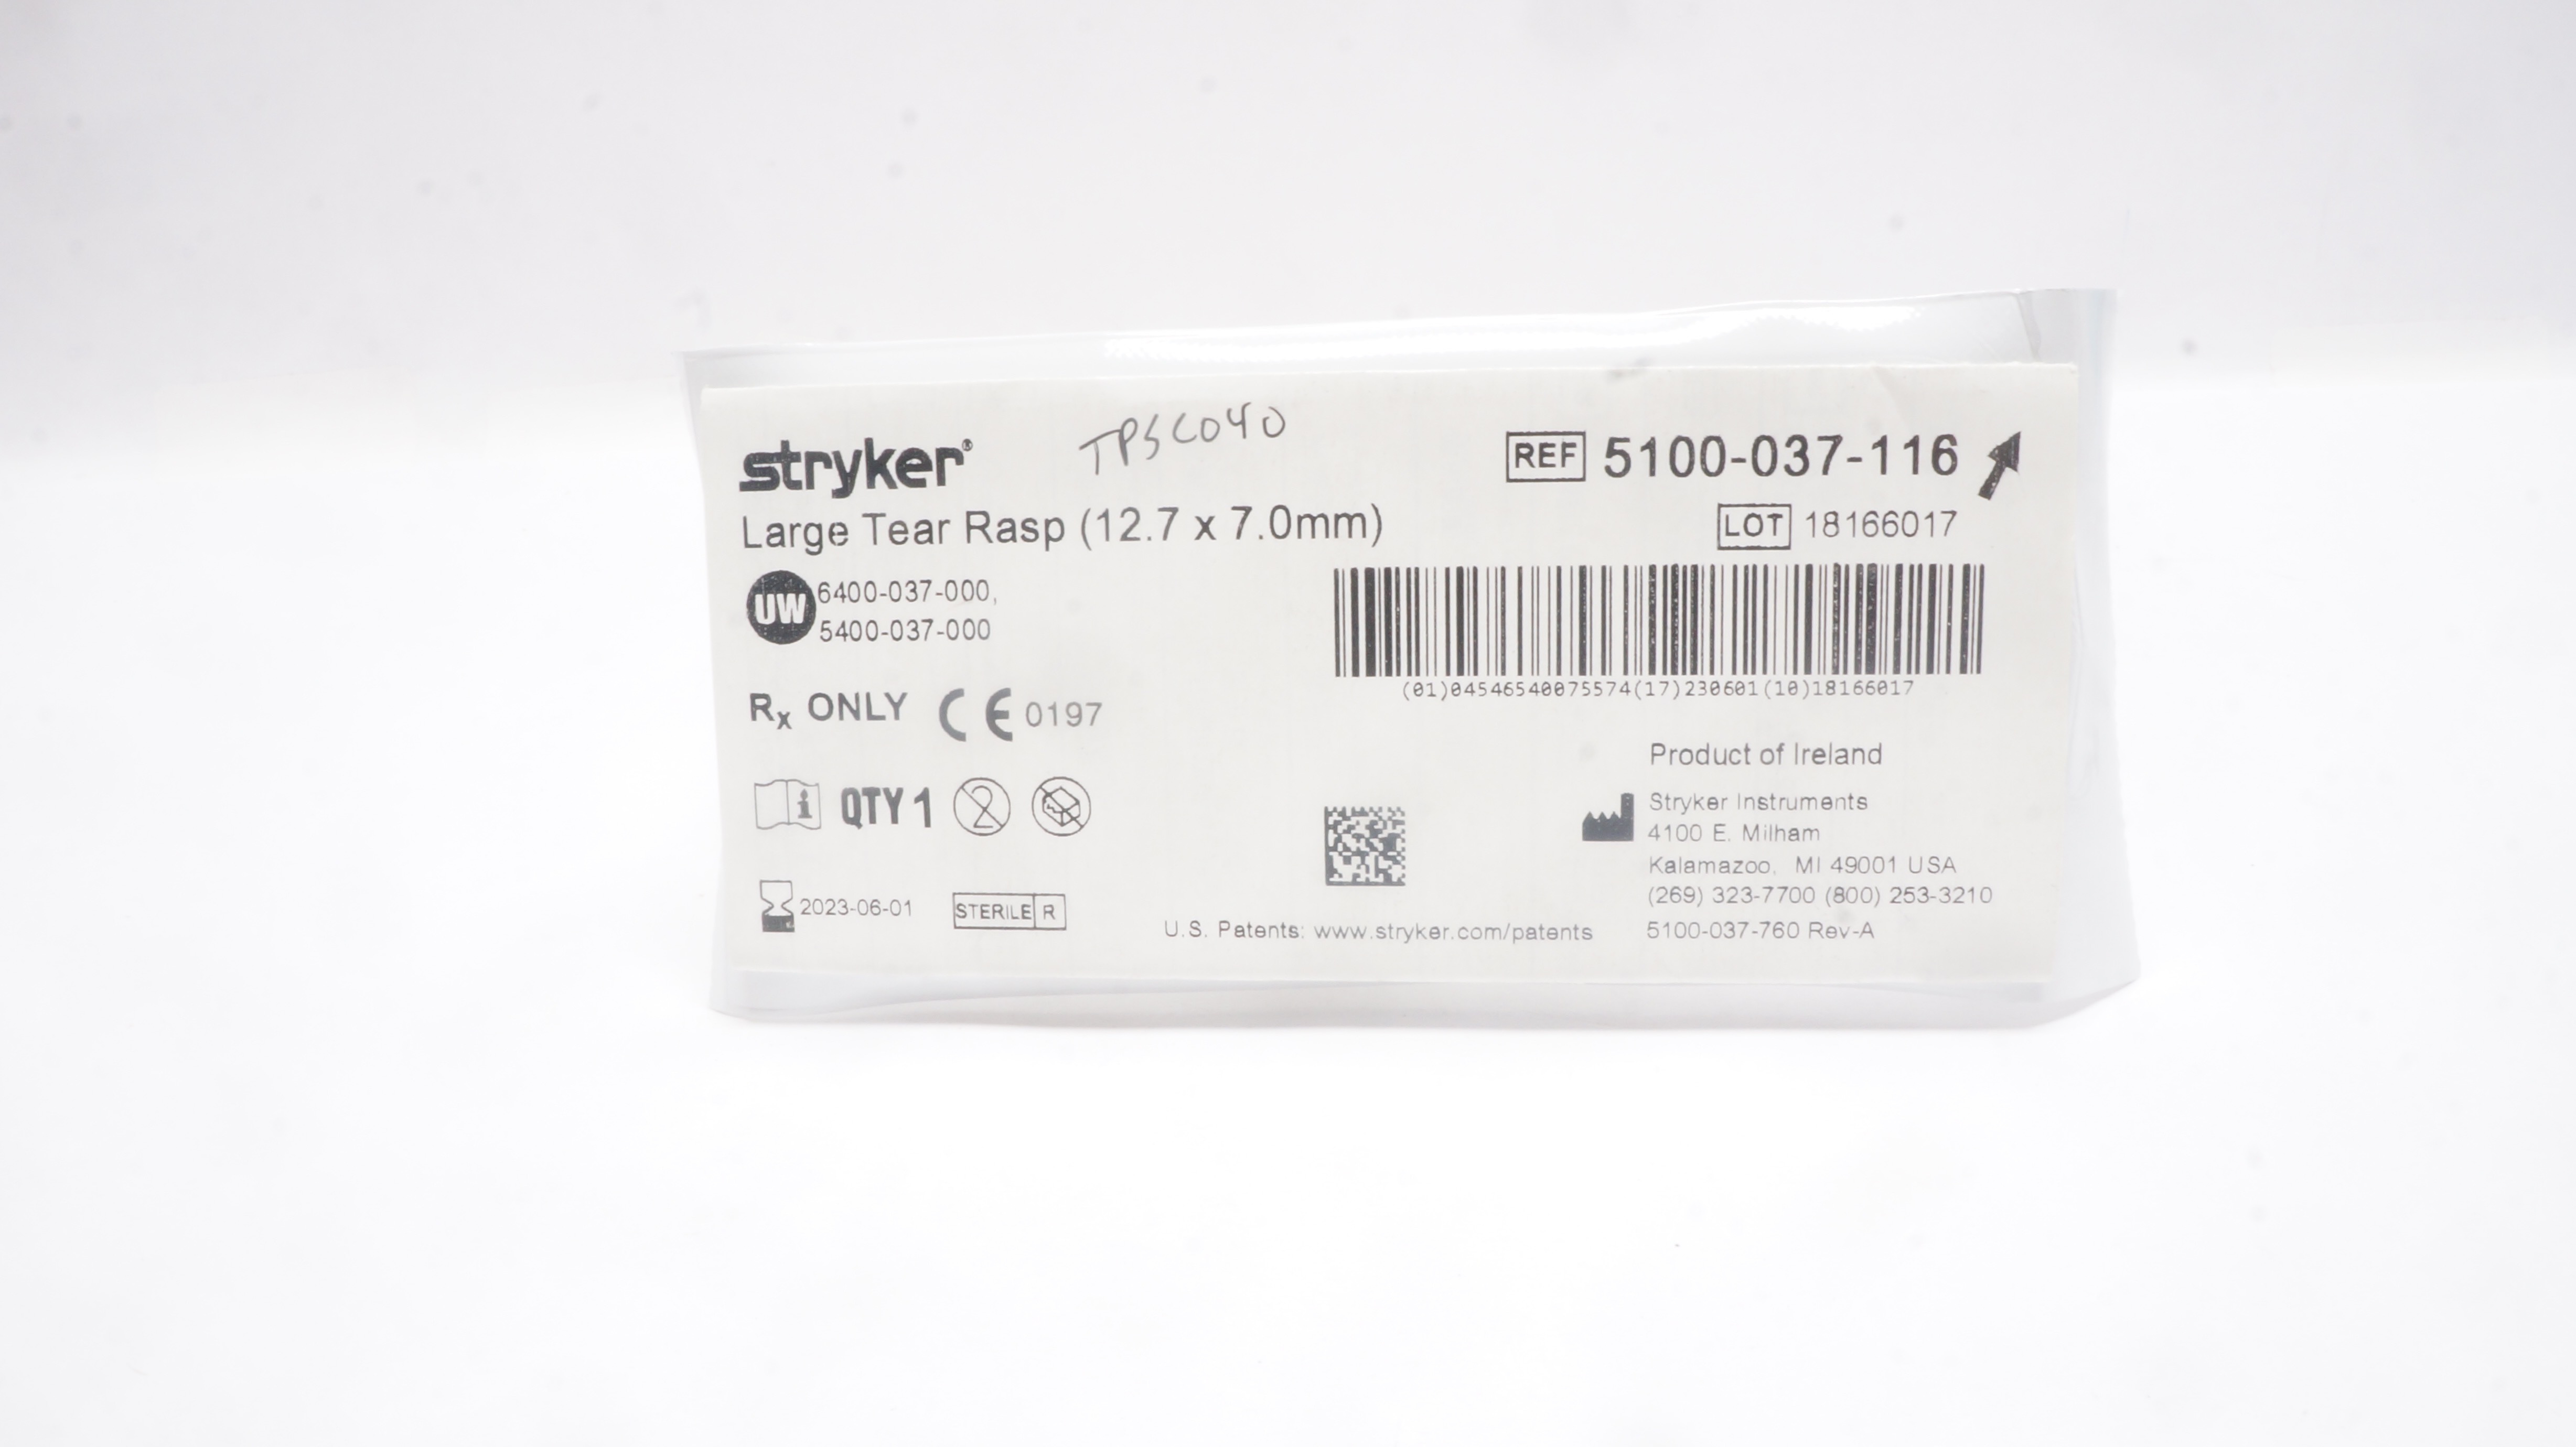 TPSC040
stryker®
REF 5100-037-116
Large Tear Rasp (12.7 x 7.0mm)
LOT 18166017
UW 6400-037-000,
5400-037-000
(01)04546540075574(17)230601(10)18166017
Rx ONLY CE 0197
Product of Ireland
QTY 1 2
Stryker Instruments
4100 E. Milham
Kalamazoo, MI 49001 USA
(269) 323-7700 (800) 253-3210
2023-06-01 STERILE R
U.S. Patents: www.stryker.com/patents
5100-037-760 Rev-A